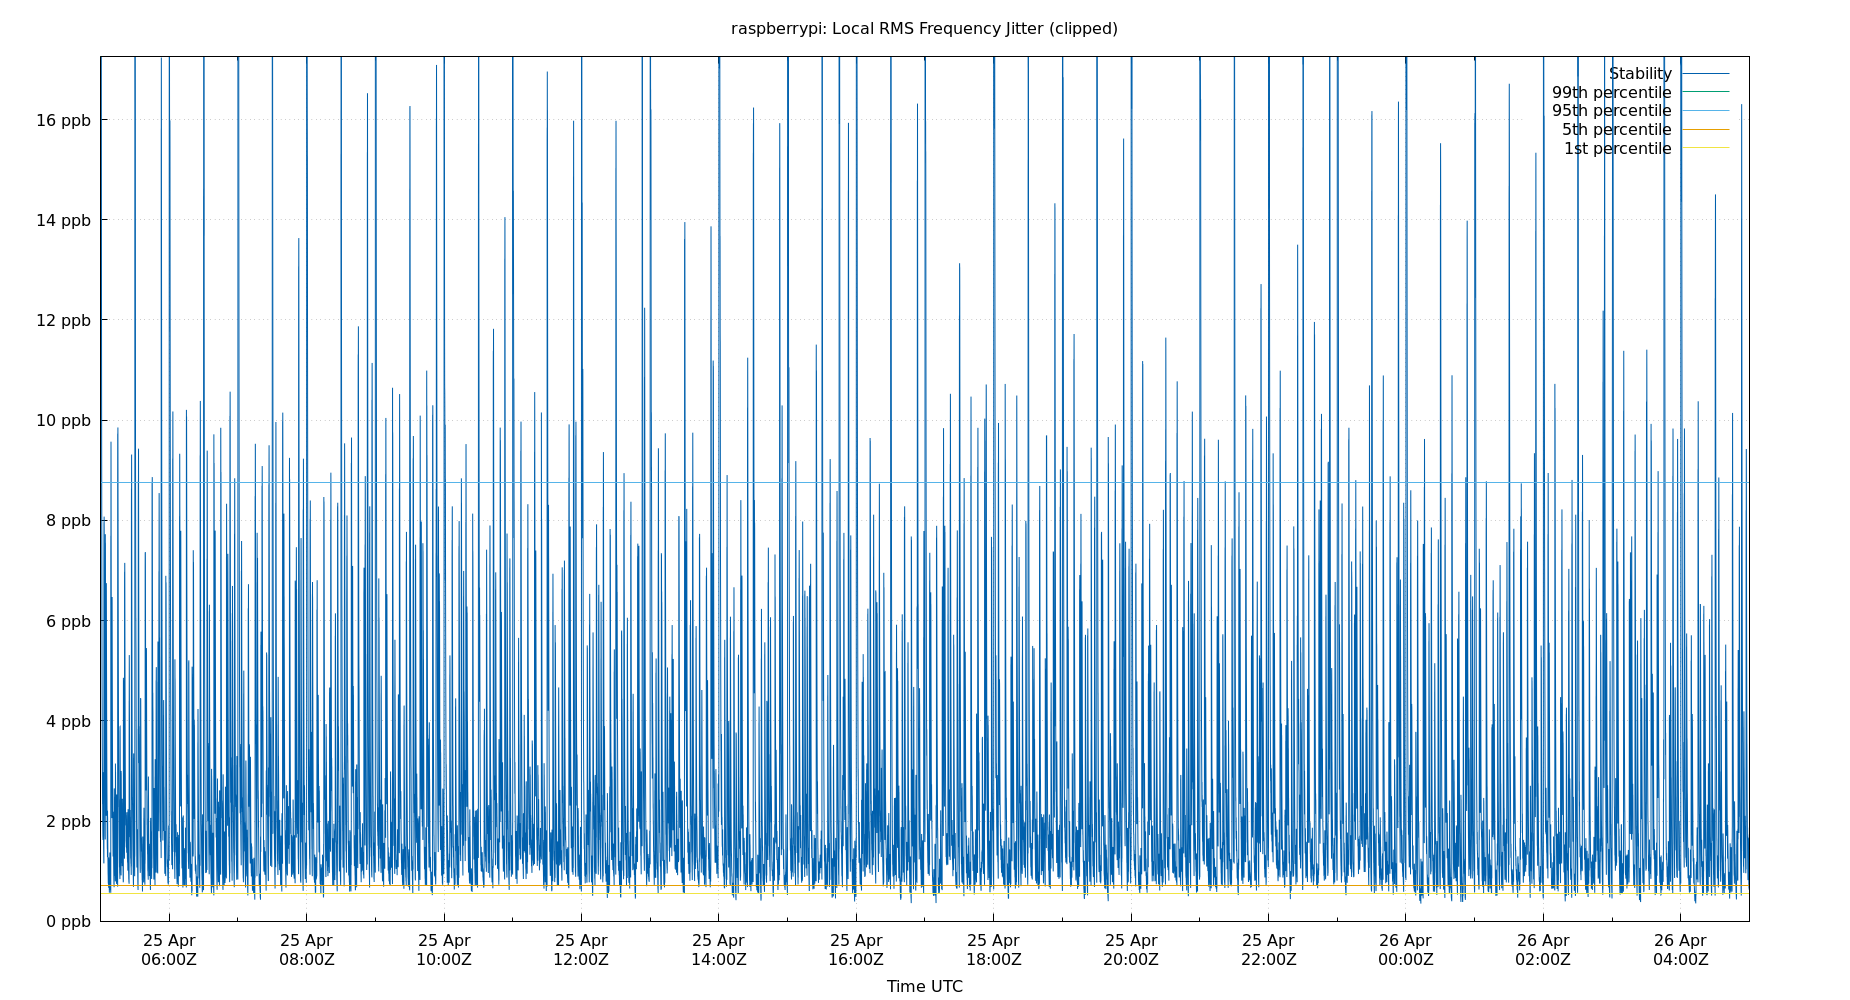 raspberrypi: Local RMS Frequency Jitter (clipped)
Stability
99th percentile
95th percentile
5th percentile
1st percentile
16 ppb
14 ppb
12 ppb
10 ppb
8 ppb
6 ppb
4 ppb
2 ppb
0 ppb
25 Apr 25 Apr 25 Apr 25 Apr 25 Apr 25 Apr 25 Apr 25 Apr 25 Apr 26 Apr 26 Apr 26 Apr
06:00Z 08:00Z 10:00Z 12:00Z 14:00Z 16:00Z 18:00Z 20:00Z 22:00Z 00:00Z 02:00Z 04:00Z
Time UTC